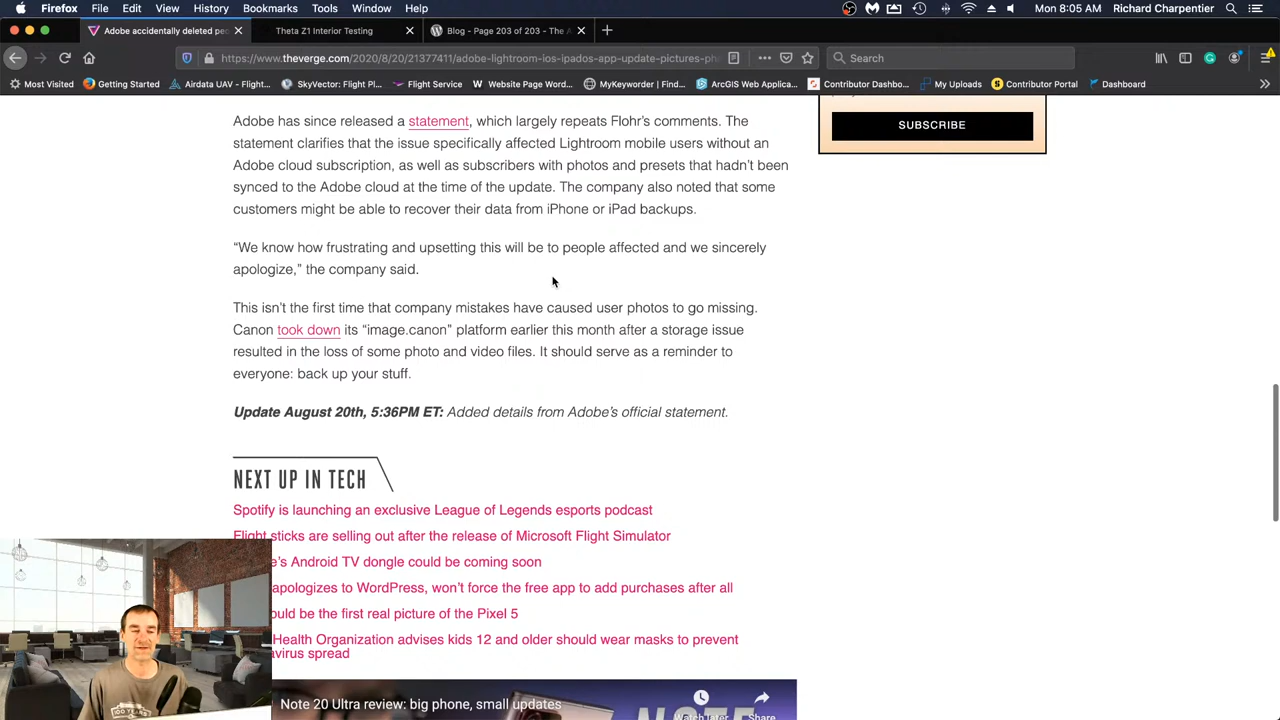 Firefox File Edit View History Bookmarks Tools Window Help Mon 8:05 AM Richard Charpentier
Adobe accidentally deleted pe
Theta Z1 Interior Testing
Blog - Page 203 of 203 - The A
https://www.theverge.com/2020/8/20/21377411/adobe-lightroom-ios-ipados-app-update-pictures-ph
Search
Most Visited Getting Started Airdata UAV - Flight... SkyVector: Flight Pl... Flight Service Website Page Wor... MyKeyworder | Find... ArcGIS Web Applica... Contributor Dashbo... My Uploads Contributor Portal Dashboard
SUBSCRIBE
Adobe has since released a statement, which largely repeats Flohr’s comments. The
statement clarifies that the issue specifically affected Lightroom mobile users without an
Adobe cloud subscription, as well as subscribers with photos and presets that hadn’t been
synced to the Adobe cloud at the time of the update. The company also noted that some
customers might be able to recover their data from iPhone or iPad backups.
“We know how frustrating and upsetting this will be to people affected and we sincerely
apologize,” the company said.
This isn’t the first time that company mistakes have caused user photos to go missing.
Canon took down its “image.canon” platform earlier this month after a storage issue
resulted in the loss of some photo and video files. It should serve as a reminder to
everyone: back up your stuff.
Update August 20th, 5:36PM ET: Added details from Adobe’s official statement.
NEXT UP IN TECH
Spotify is launching an exclusive League of Legends esports podcast
Flight sticks are selling out after the release of Microsoft Flight Simulator
e’s Android TV dongle could be coming soon
apologizes to WordPress, won’t force the free app to add purchases after all
ould be the first real picture of the Pixel 5
Health Organization advises kids 12 and older should wear masks to prevent
avirus spread
Note 20 Ultra review: big phone, small updates
Watch later Share
NOTE
100 YEARS